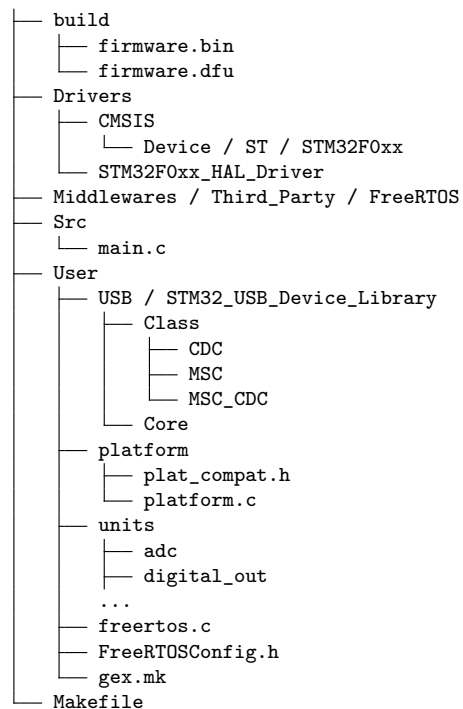 build
firmware.bin
firmware.dfu
Drivers
CMSIS
Device / ST / STM32F0xx
STM32F0xx_HAL_Driver
Middlewares / Third_Party / FreeRTOS
Src
main.c
User
USB / STM32_USB_Device_Library
Class
CDC
MSC
MSC_CDC
Core
platform
plat_compat.h
platform.c
units
adc
digital_out
...
freertos.c
FreeRTOSConfig.h
gex.mk
Makefile